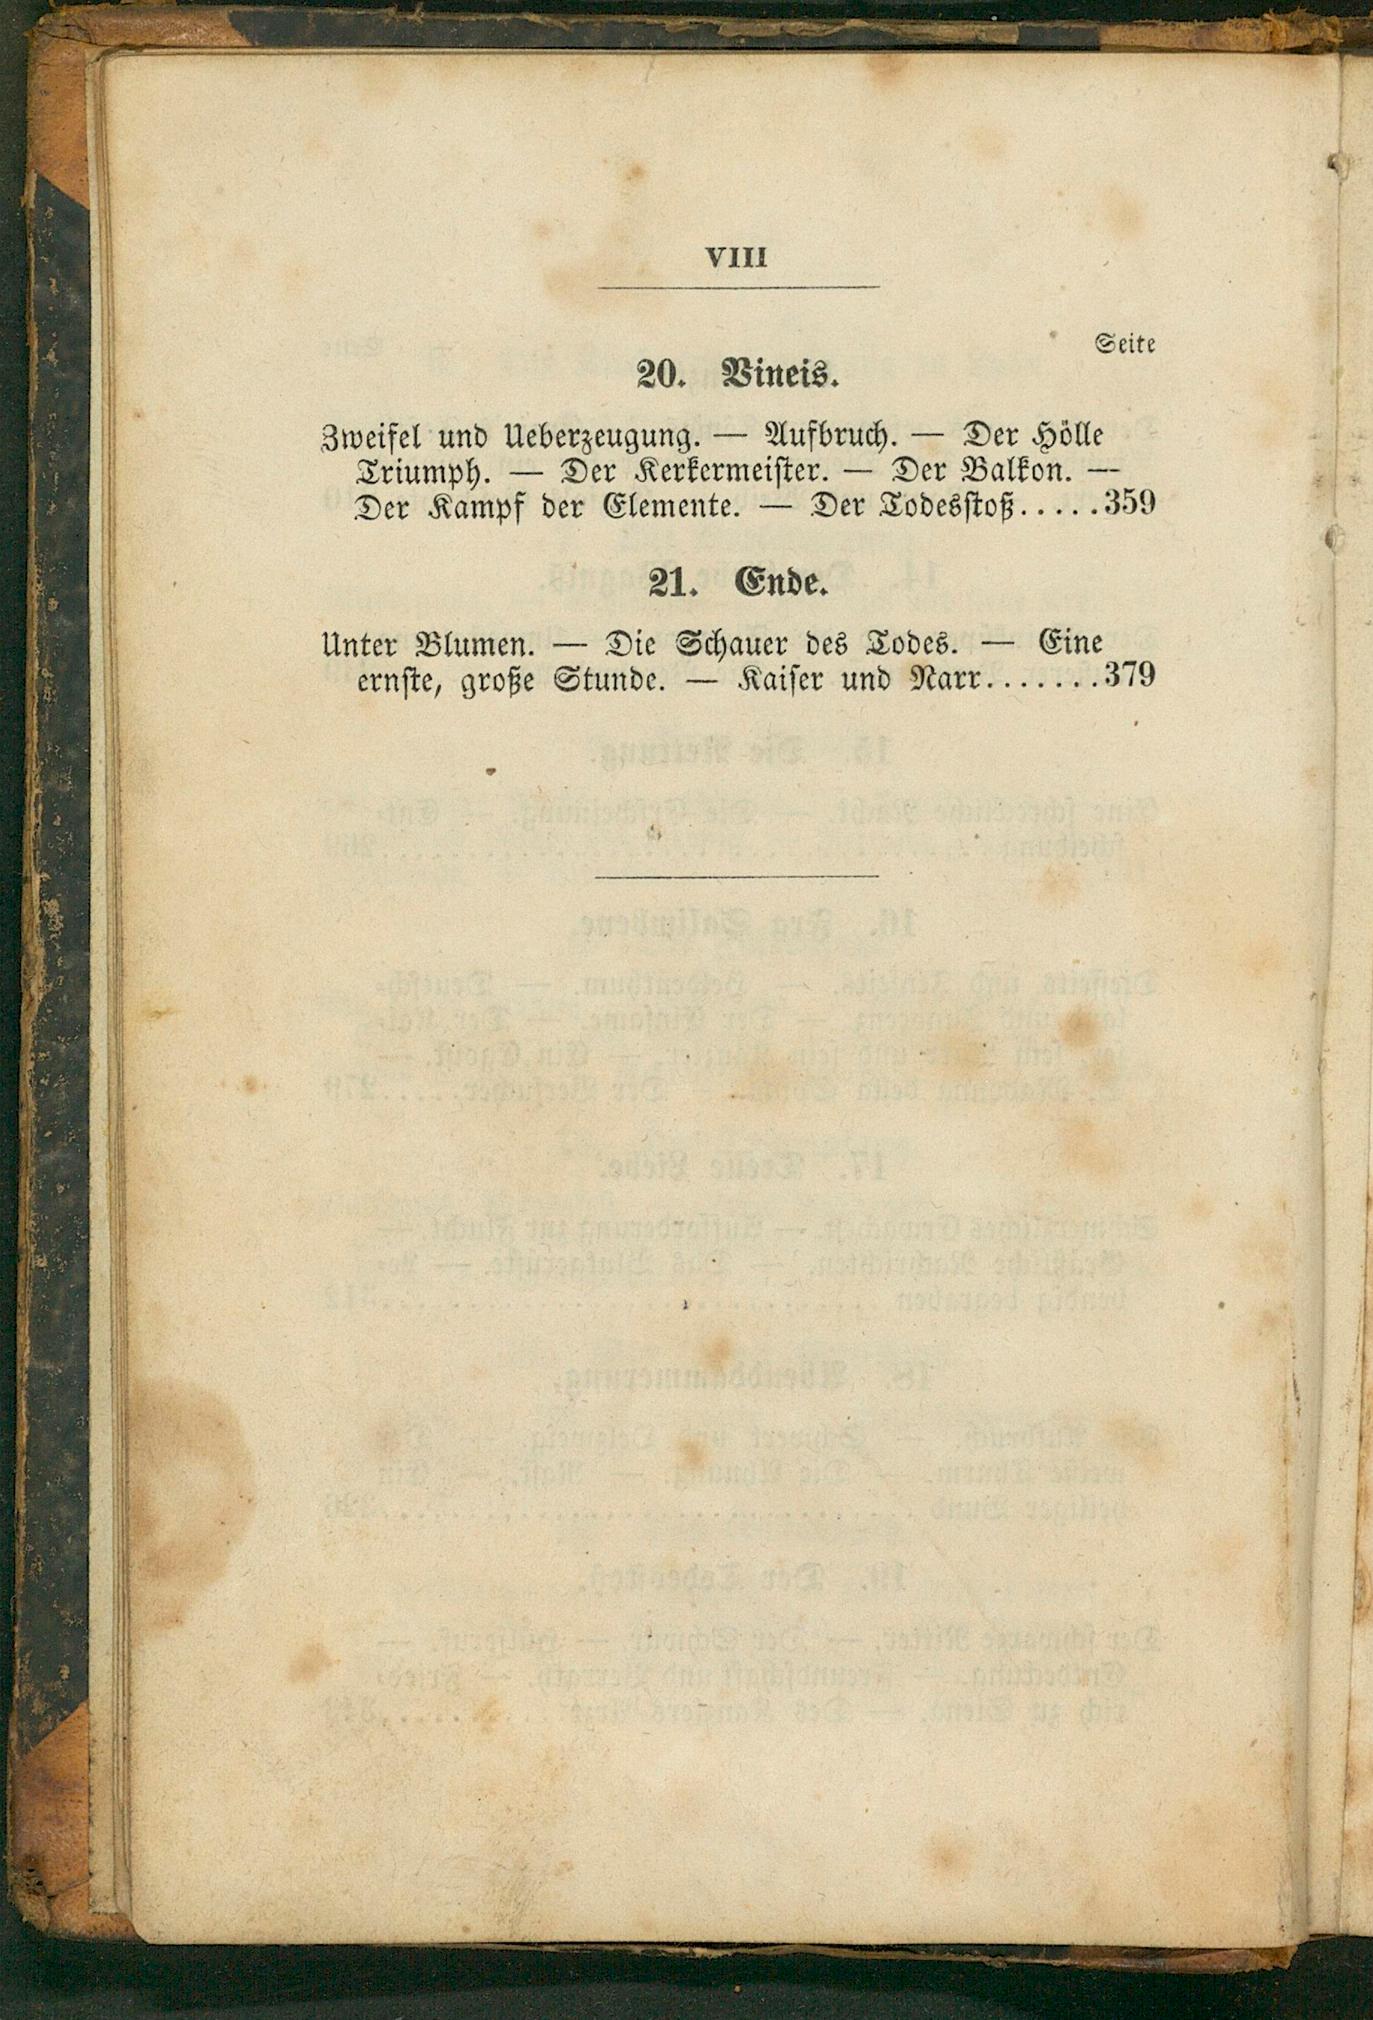 VIII
Seite
20. Vineis.
Zweifel und Ueberzeugung. — Aufbruch. — Der Hölle
Triumph. — Der Kerkermeister. — Der Balkon. —
Der Kampf der Elemente. — Der Todesstoß.....359
21. Ende.
Unter Blumen. — Die Schauer des Todes. — Eine
ernste, große Stunde. — Kaiser und Narr.......379